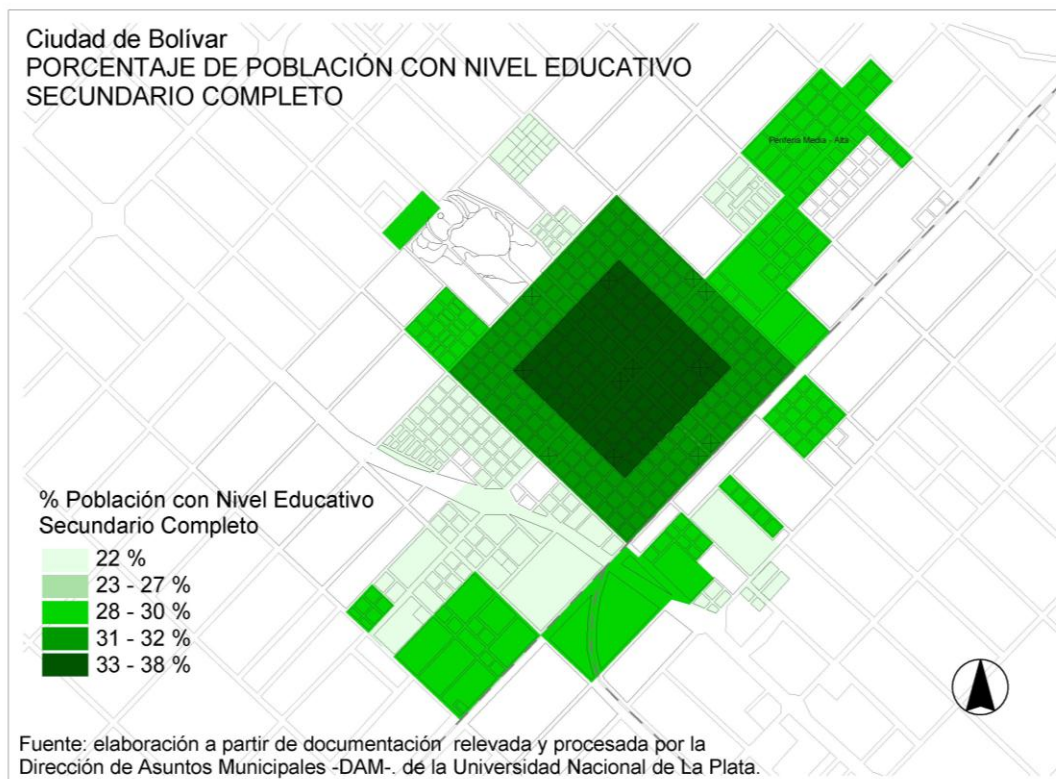 Ciudad de Bolívar
PORCENTAJE DE POBLACIÓN CON NIVEL EDUCATIVO
SECUNDARIO COMPLETO
Periferia Media - Alta
% Población con Nivel Educativo
Secundario Completo
22 %
23 - 27 %
28 - 30 %
31 - 32 %
33 - 38 %
Fuente: elaboración a partir de documentación relevada y procesada por la
Dirección de Asuntos Municipales -DAM-. de la Universidad Nacional de La Plata.